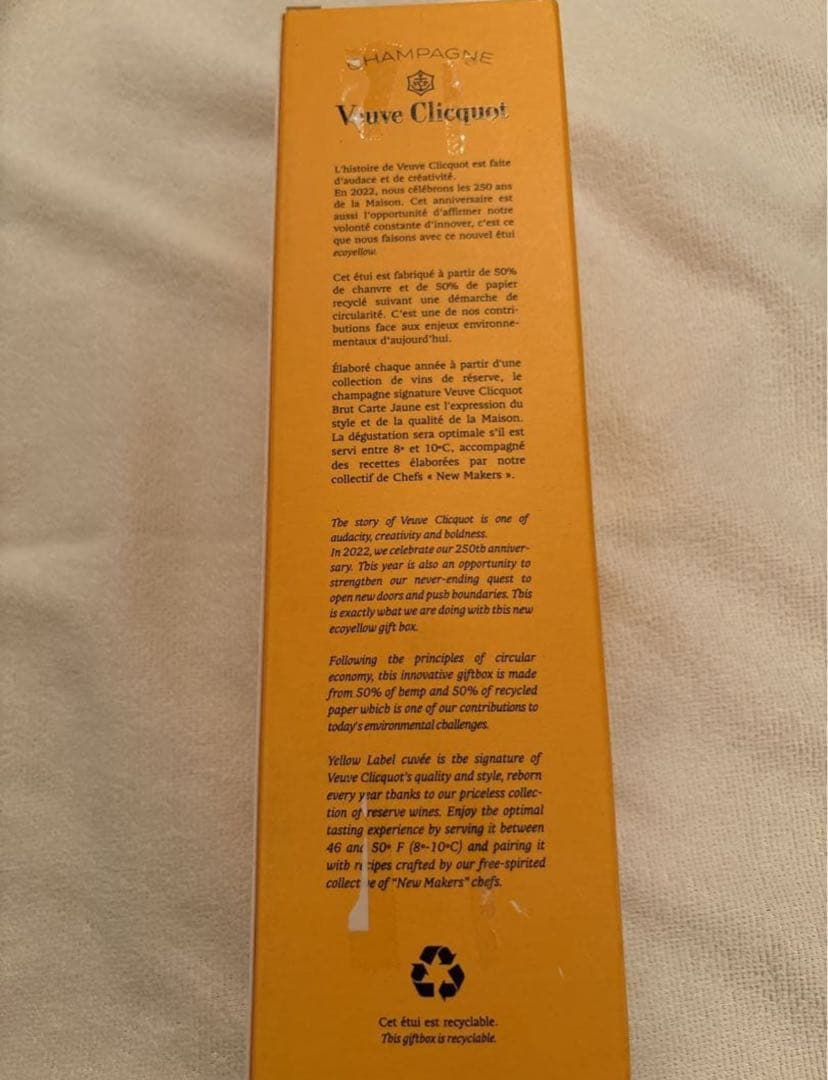 CHAMPAGNE
Veuve Clicquot
L'histoire de Veuve Clicquot est faite
d'audace et de créativité.
En 2022, nous célébrons les 250 ans
de la Maison. Cet anniversaire est
aussi l'opportunité d'affirmer notre
volonté constante d'innover, c'est ce
que nous faisons avec ce nouvel étui
ecoyellow.
Cet étui est fabriqué à partir de 50%
de chanvre et de 50% de papier
recyclé suivant une démarche de
circularité. C'est une de nos contri-
butions face aux enjeux environne-
mentaux d'aujourd'hui.
Élaboré chaque année à partir d'une
collection de vins de réserve, le
champagne signature Veuve Clicquot
Brut Carte Jaune est l'expression du
style et de la qualité de la Maison.
La dégustation sera optimale s'il est
servi entre 8° et 10°C, accompagné
des recettes élaborées par notre
collectif de Chefs « New Makers ».
The story of Veuve Clicquot is one of
audacity, creativity and boldness.
In 2022, we celebrate our 250th anniver-
sary. This year is also an opportunity to
strengthen our never-ending quest to
open new doors and push boundaries. This
is exactly what we are doing with this new
ecoyellow gift box.
Following the principles of circular
economy, this innovative giftbox is made
from 50% of hemp and 50% of recycled
paper which is one of our contributions to
today's environmental challenges.
Yellow Label cuvée is the signature of
Veuve Clicquot's quality and style, reborn
every year thanks to our priceless collec-
tion of reserve wines. Enjoy the optimal
tasting experience by serving it between
46 and 50° F (8°-10°C) and pairing it
with recipes crafted by our free-spirited
collective of "New Makers" chefs.
Cet étui est recyclable.
This giftbox is recyclable.